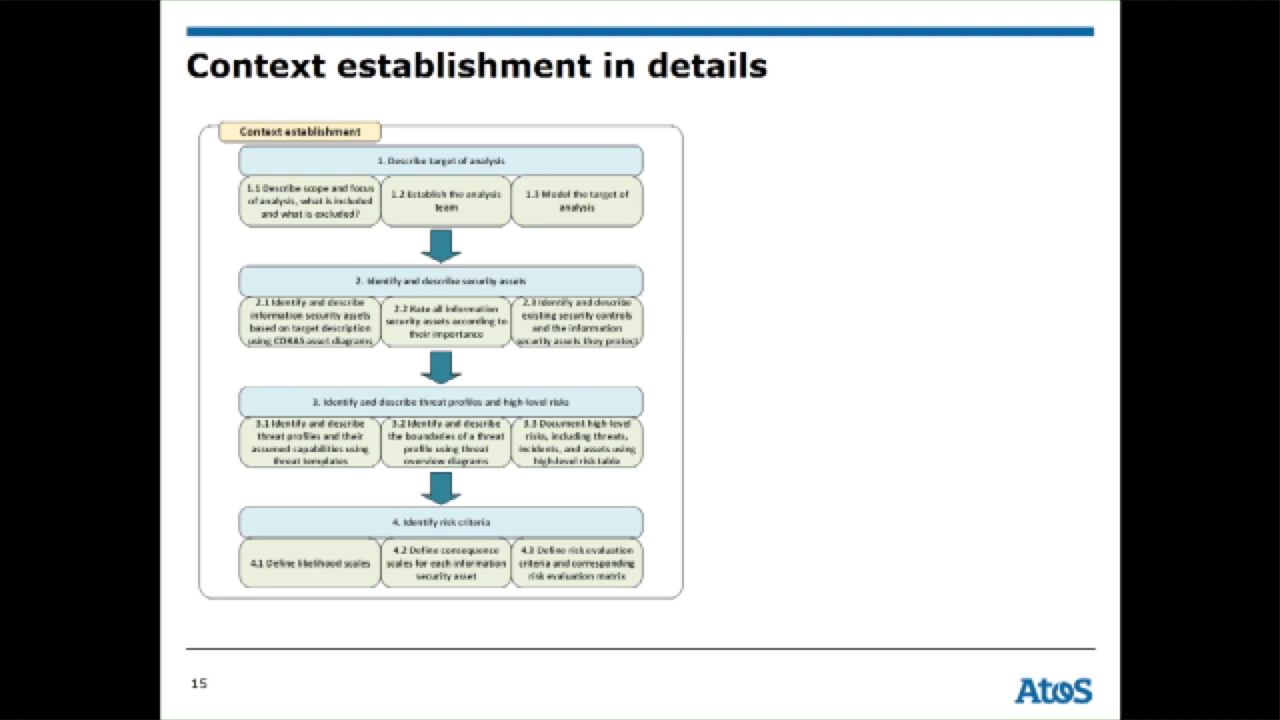 Context establishment in details
Context establishment
1. Describe target of analysis
1.1 Describe scope and focus
of analysis, what is included
and what is excluded?
1.2 Establish the analysis
team
1.3 Model the target of
analysis
2. Identify and describe security assets
2.1 Identify and describe
information security assets
based on target description
using CORAS asset diagrams
2.2 Rate all information
security assets according to
their importance
2.3 Identify and describe
existing security controls
and the information
security assets they protect
3. Identify and describe threat profiles and high-level risks
3.1 Identify and describe
threat profiles and their
assumed capabilities using
threat templates
3.2 Identify and describe
the boundaries of a threat
profile using threat
overview diagrams
3.3 Document high-level
risks, including threats,
incidents, and assets using
high-level risk table
4. Identify risk criteria
4.1 Define likelihood scales
4.2 Define consequence
scales for each information
security asset
4.3 Define risk evaluation
criteria and corresponding
risk evaluation matrix
15
Atos